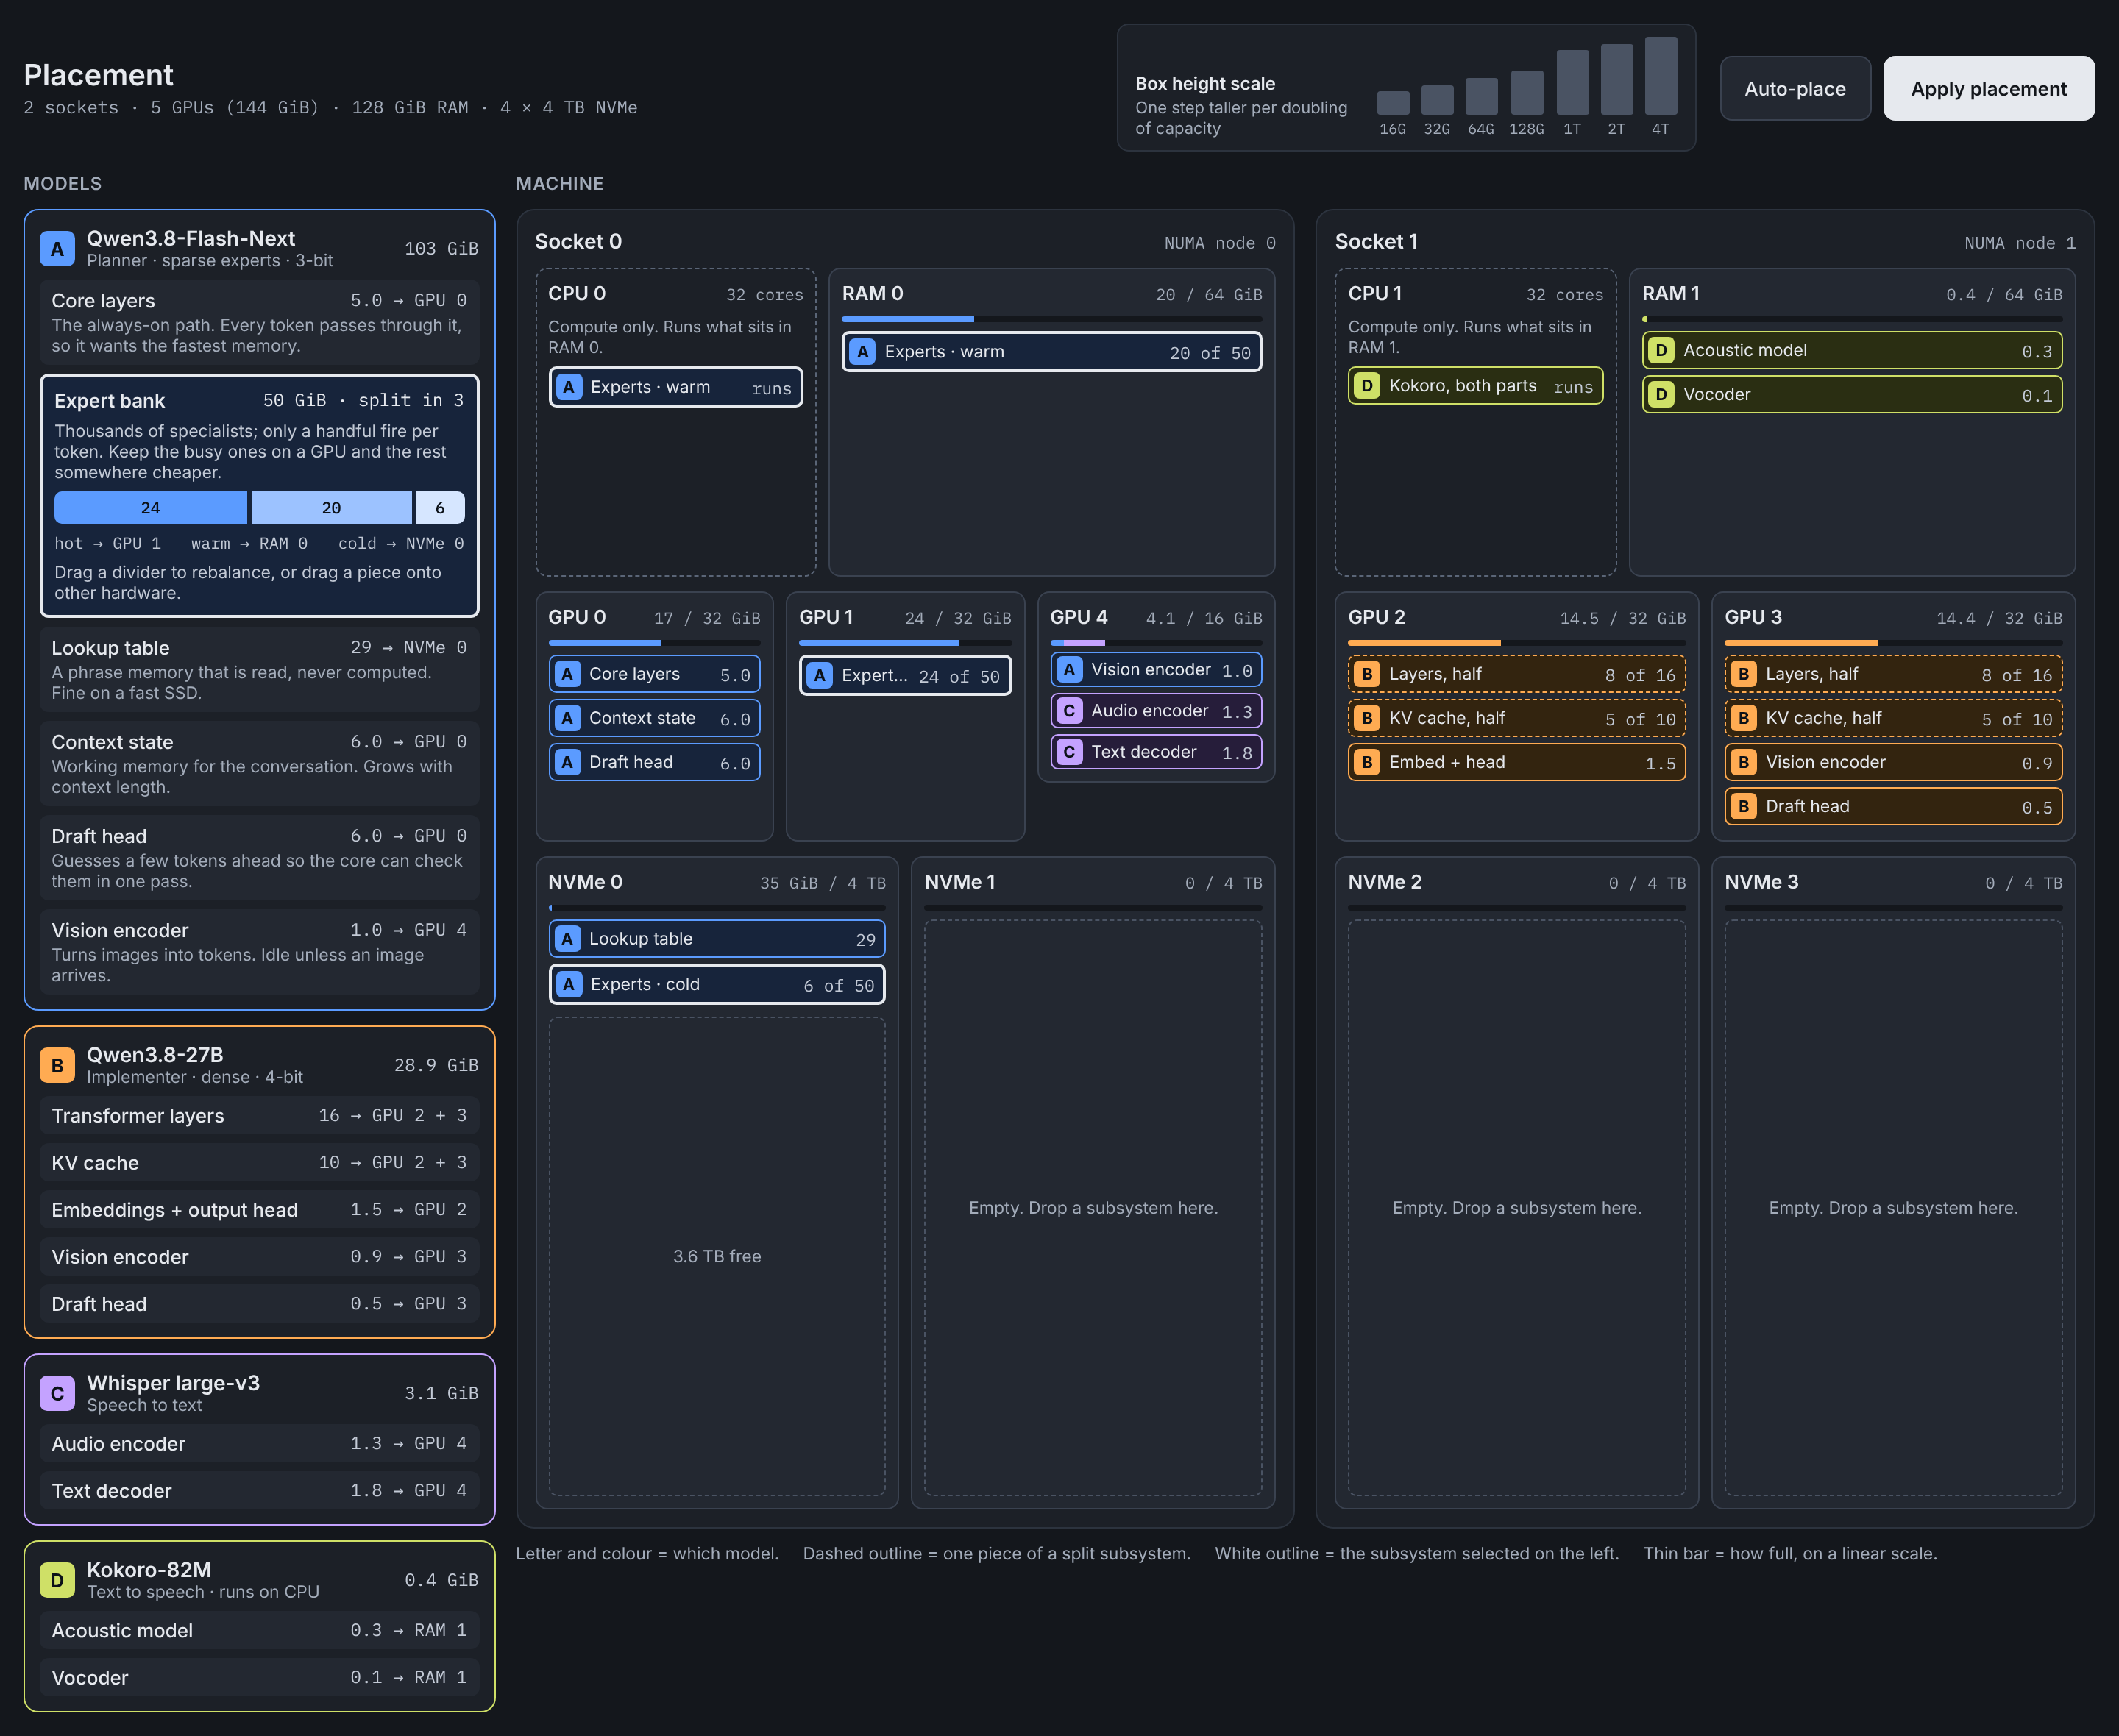 Placement
2 sockets · 5 GPUs (144 GiB) · 128 GiB RAM · 4 × 4 TB NVMe
Box height scale
One step taller per doubling
of capacity
16G 32G 64G 128G 1T 2T 4T
Auto-place
Apply placement
MODELS
A
Qwen3.8-Flash-Next
Planner · sparse experts · 3-bit
103 GiB
Core layers
5.0 → GPU 0
The always-on path. Every token passes through it,
so it wants the fastest memory.
Expert bank
50 GiB · split in 3
Thousands of specialists; only a handful fire per
token. Keep the busy ones on a GPU and the rest
somewhere cheaper.
24 20 6
hot → GPU 1 warm → RAM 0 cold → NVMe 0
Drag a divider to rebalance, or drag a piece onto
other hardware.
Lookup table
29 → NVMe 0
A phrase memory that is read, never computed.
Fine on a fast SSD.
Context state
6.0 → GPU 0
Working memory for the conversation. Grows with
context length.
Draft head
6.0 → GPU 0
Guesses a few tokens ahead so the core can check
them in one pass.
Vision encoder
1.0 → GPU 4
Turns images into tokens. Idle unless an image
arrives.
B
Qwen3.8-27B
Implementer · dense · 4-bit
28.9 GiB
Transformer layers
16 → GPU 2 + 3
KV cache
10 → GPU 2 + 3
Embeddings + output head
1.5 → GPU 2
Vision encoder
0.9 → GPU 3
Draft head
0.5 → GPU 3
C
Whisper large-v3
Speech to text
3.1 GiB
Audio encoder
1.3 → GPU 4
Text decoder
1.8 → GPU 4
D
Kokoro-82M
Text to speech · runs on CPU
0.4 GiB
Acoustic model
0.3 → RAM 1
Vocoder
0.1 → RAM 1
MACHINE
Socket 0
NUMA node 0
CPU 0
32 cores
Compute only. Runs what sits in
RAM 0.
A Experts · warm runs
RAM 0
20 / 64 GiB
A Experts · warm 20 of 50
GPU 0
17 / 32 GiB
A Core layers 5.0
A Context state 6.0
A Draft head 6.0
GPU 1
24 / 32 GiB
A Expert... 24 of 50
GPU 4
4.1 / 16 GiB
A Vision encoder 1.0
C Audio encoder 1.3
C Text decoder 1.8
NVMe 0
35 GiB / 4 TB
A Lookup table 29
A Experts · cold 6 of 50
3.6 TB free
NVMe 1
0 / 4 TB
Empty. Drop a subsystem here.
Socket 1
NUMA node 1
CPU 1
32 cores
Compute only. Runs what sits in
RAM 1.
D Kokoro, both parts runs
RAM 1
0.4 / 64 GiB
D Acoustic model 0.3
D Vocoder 0.1
GPU 2
14.5 / 32 GiB
B Layers, half 8 of 16
B KV cache, half 5 of 10
B Embed + head 1.5
GPU 3
14.4 / 32 GiB
B Layers, half 8 of 16
B KV cache, half 5 of 10
B Vision encoder 0.9
B Draft head 0.5
NVMe 2
0 / 4 TB
Empty. Drop a subsystem here.
NVMe 3
0 / 4 TB
Empty. Drop a subsystem here.
Letter and colour = which model. Dashed outline = one piece of a split subsystem. White outline = the subsystem selected on the left. Thin bar = how full, on a linear scale.